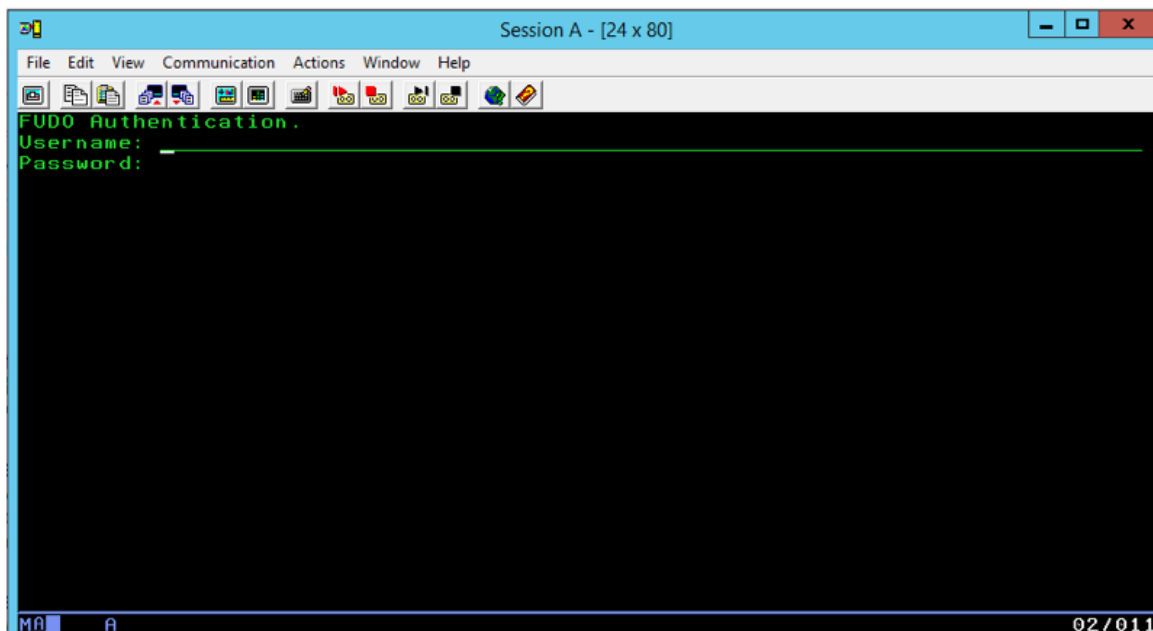 Session A - [24 x 80]
File Edit View Communication Actions Window Help
FUDO Authentication.
Username:
Password:
MA A 02/011